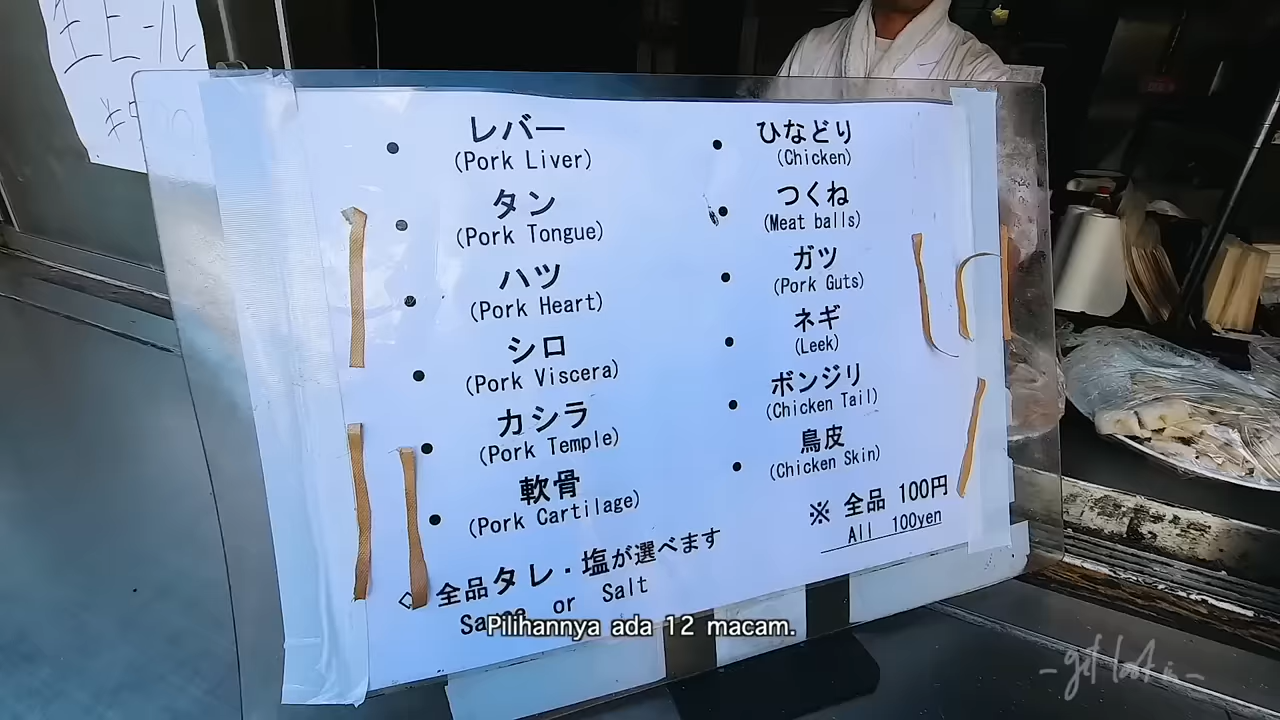 生ビール
レバー
(Pork Liver)
タン
(Pork Tongue)
ハツ
(Pork Heart)
シロ
(Pork Viscera)
カシラ
(Pork Temple)
軟骨
(Pork Cartilage)
ひなどり
(Chicken)
つくね
(Meat balls)
ガツ
(Pork Guts)
ネギ
(Leek)
ボンジリ
(Chicken Tail)
鳥皮
(Chicken Skin)
※ 全品 100円
All 100yen
◇ 全品タレ・塩が選べます
or Salt
Pilihannya ada 12 macam.